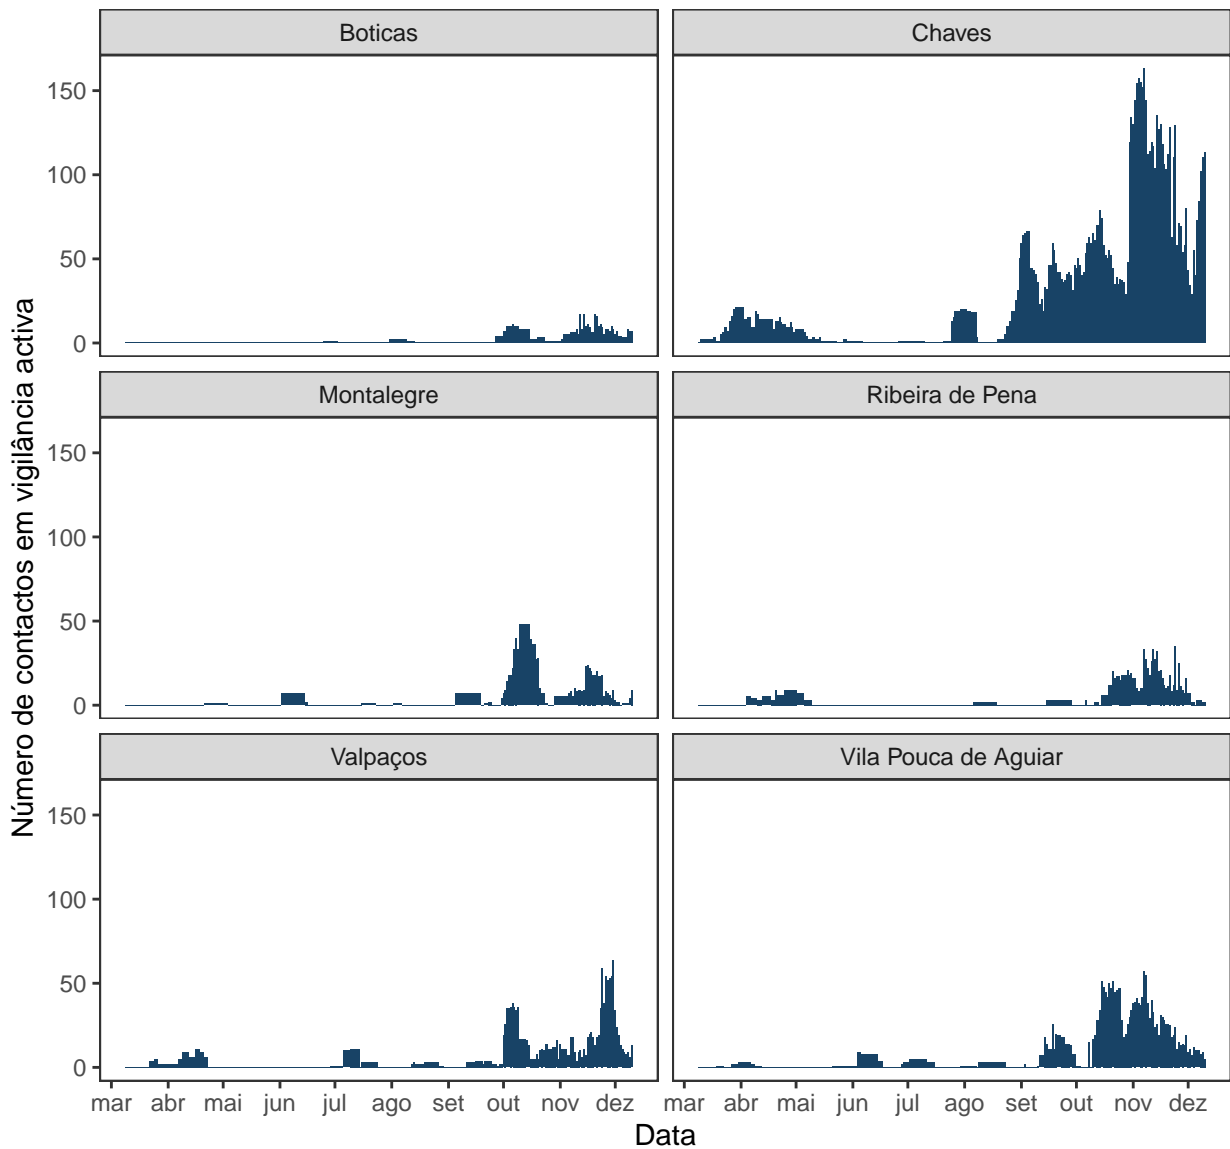 Boticas
Chaves
150
100
50
0
Montalegre
Ribeira de Pena
150
100
50
0
Valpaços
Vila Pouca de Aguiar
150
100
50
0
mar abr mai jun jul ago set out nov dez
mar abr mai jun jul ago set out nov dez
Data
Número de contactos em vigilância activa